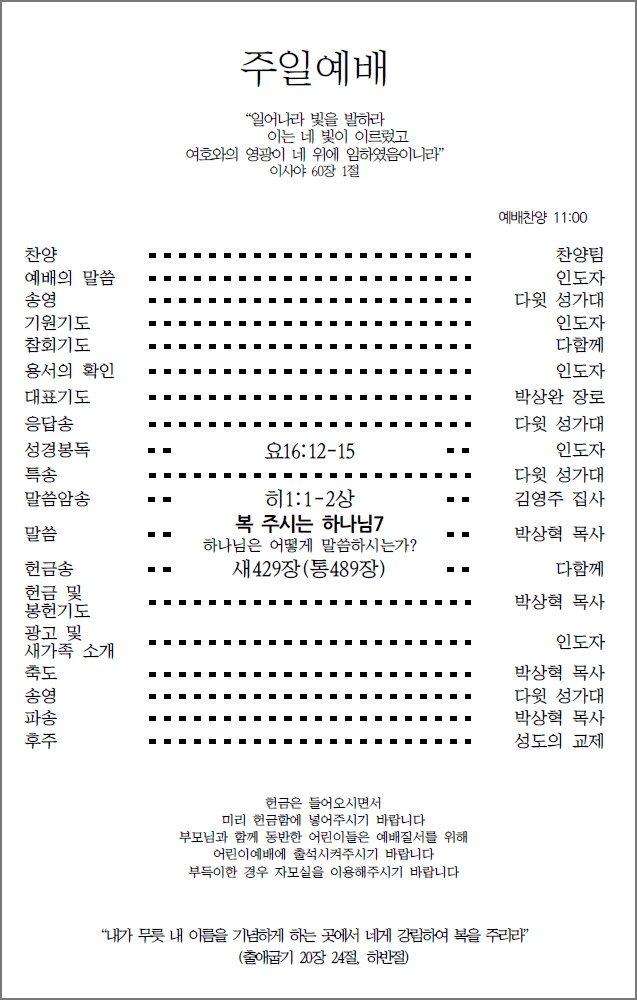 주일예배
“일어나라 빛을 발하라
이는 네 빛이 이르렀고
여호와의 영광이 네 위에 임하였음이니라”
이사야 60장 1절
예배찬양 11:00
찬양 찬양팀
예배의 말씀 인도자
송영 다윗 성가대
기원기도 인도자
참회기도 다함께
용서의 확인 인도자
대표기도 박상완 장로
응답송 다윗 성가대
성경봉독 요16:12-15 인도자
특송 다윗 성가대
말씀암송 히1:1-2상 김영주 집사
말씀 복 주시는 하나님7 박상혁 목사
하나님은 어떻게 말씀하시는가?
헌금송 새429장(통489장) 다함께
헌금 및
봉헌기도 박상혁 목사
광고 및
새가족 소개 인도자
축도 박상혁 목사
송영 다윗 성가대
파송 박상혁 목사
후주 성도의 교제
헌금은 들어오시면서
미리 헌금함에 넣어주시기 바랍니다
부모님과 함께 동반한 어린이들은 예배질서를 위해
어린이예배에 출석시켜주시기 바랍니다
부득이한 경우 자모실을 이용해주시기 바랍니다
“내가 무릇 내 이름을 기념하게 하는 곳에서 네게 강림하여 복을 주리라”
(출애굽기 20장 24절, 하반절)